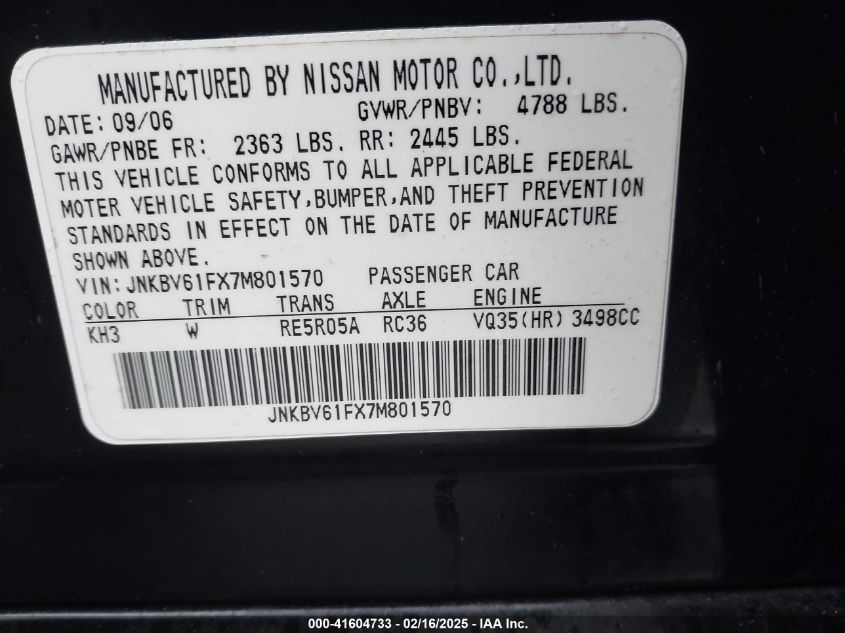 MANUFACTURED BY NISSAN MOTOR CO.,LTD.
DATE: 09/06 GVWR/PNBV: 4788 LBS.
GAWR/PNBE FR: 2363 LBS. RR: 2445 LBS.
THIS VEHICLE CONFORMS TO ALL APPLICABLE FEDERAL
MOTER VEHICLE SAFETY,BUMPER,AND THEFT PREVENTION
STANDARDS IN EFFECT ON THE DATE OF MANUFACTURE
SHOWN ABOVE.
VIN: JNKBV61FX7M801570 PASSENGER CAR
COLOR TRIM TRANS AXLE ENGINE
KH3 W RE5R05A RC36 VQ35(HR) 3498CC
JNKBV61FX7M801570
000-41604733 - 02/16/2025 - IAA Inc.